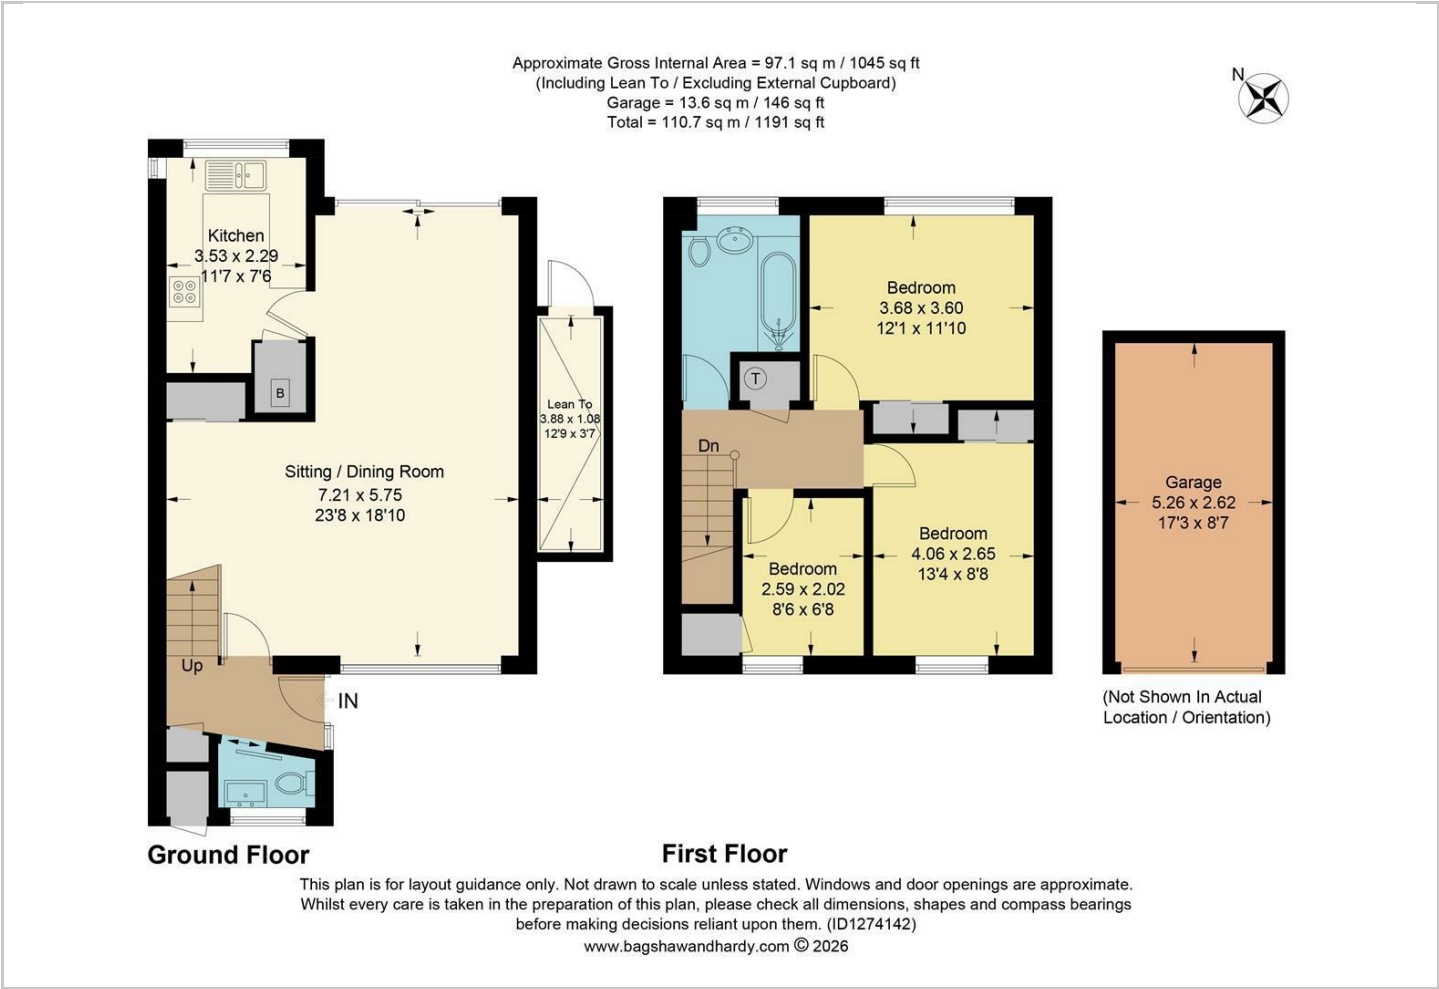 Approximate Gross Internal Area = 97.1 sq m / 1045 sq ft
(Including Lean To / Excluding External Cupboard)
Garage = 13.6 sq m / 146 sq ft
Total = 110.7 sq m / 1191 sq ft
N
Kitchen
3.53 x 2.29
11'7 x 7'6
B
Lean To
3.88 x 1.08
12'9 x 3'7
Sitting / Dining Room
7.21 x 5.75
23'8 x 18'10
Up
IN
Ground Floor
Bedroom
3.68 x 3.60
12'1 x 11'10
T
Dn
Bedroom
4.06 x 2.65
13'4 x 8'8
Bedroom
2.59 x 2.02
8'6 x 6'8
First Floor
Garage
5.26 x 2.62
17'3 x 8'7
(Not Shown In Actual
Location / Orientation)
This plan is for layout guidance only. Not drawn to scale unless stated. Windows and door openings are approximate.
Whilst every care is taken in the preparation of this plan, please check all dimensions, shapes and compass bearings
before making decisions reliant upon them. (ID1274142)
www.bagshawandhardy.com © 2026